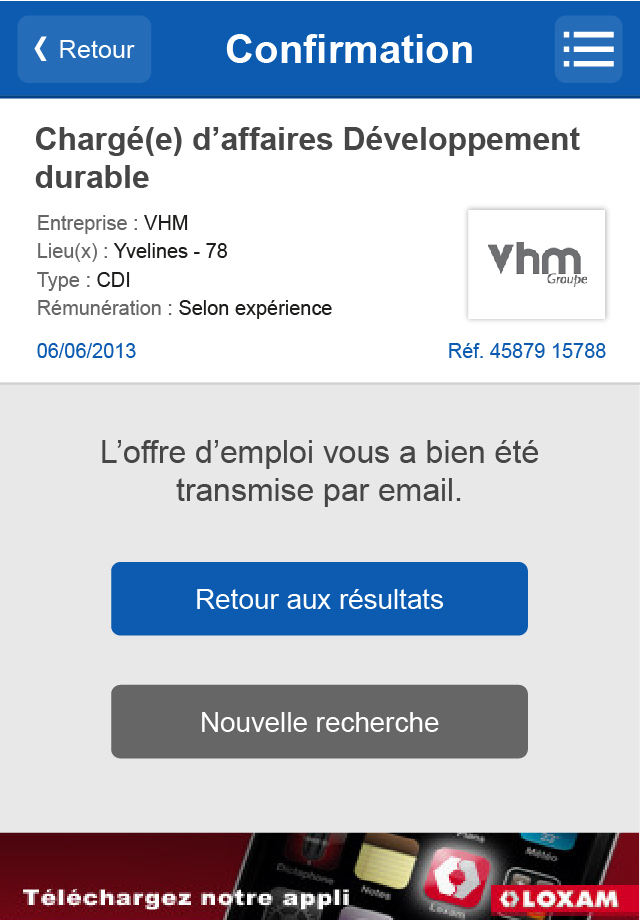 Retour
Confirmation
Chargé(e) d’affaires Développement
durable
Entreprise : VHM
Lieu(x) : Yvelines - 78
Type : CDI
Rémunération : Selon expérience
vhm
Groupe
06/06/2013
Réf. 45879 15788
L’offre d’emploi vous a bien été
transmise par email.
Retour aux résultats
Nouvelle recherche
Plans
Météo
Dictaphone
Notes
Loxam
Téléchargez notre appli
LOXAM